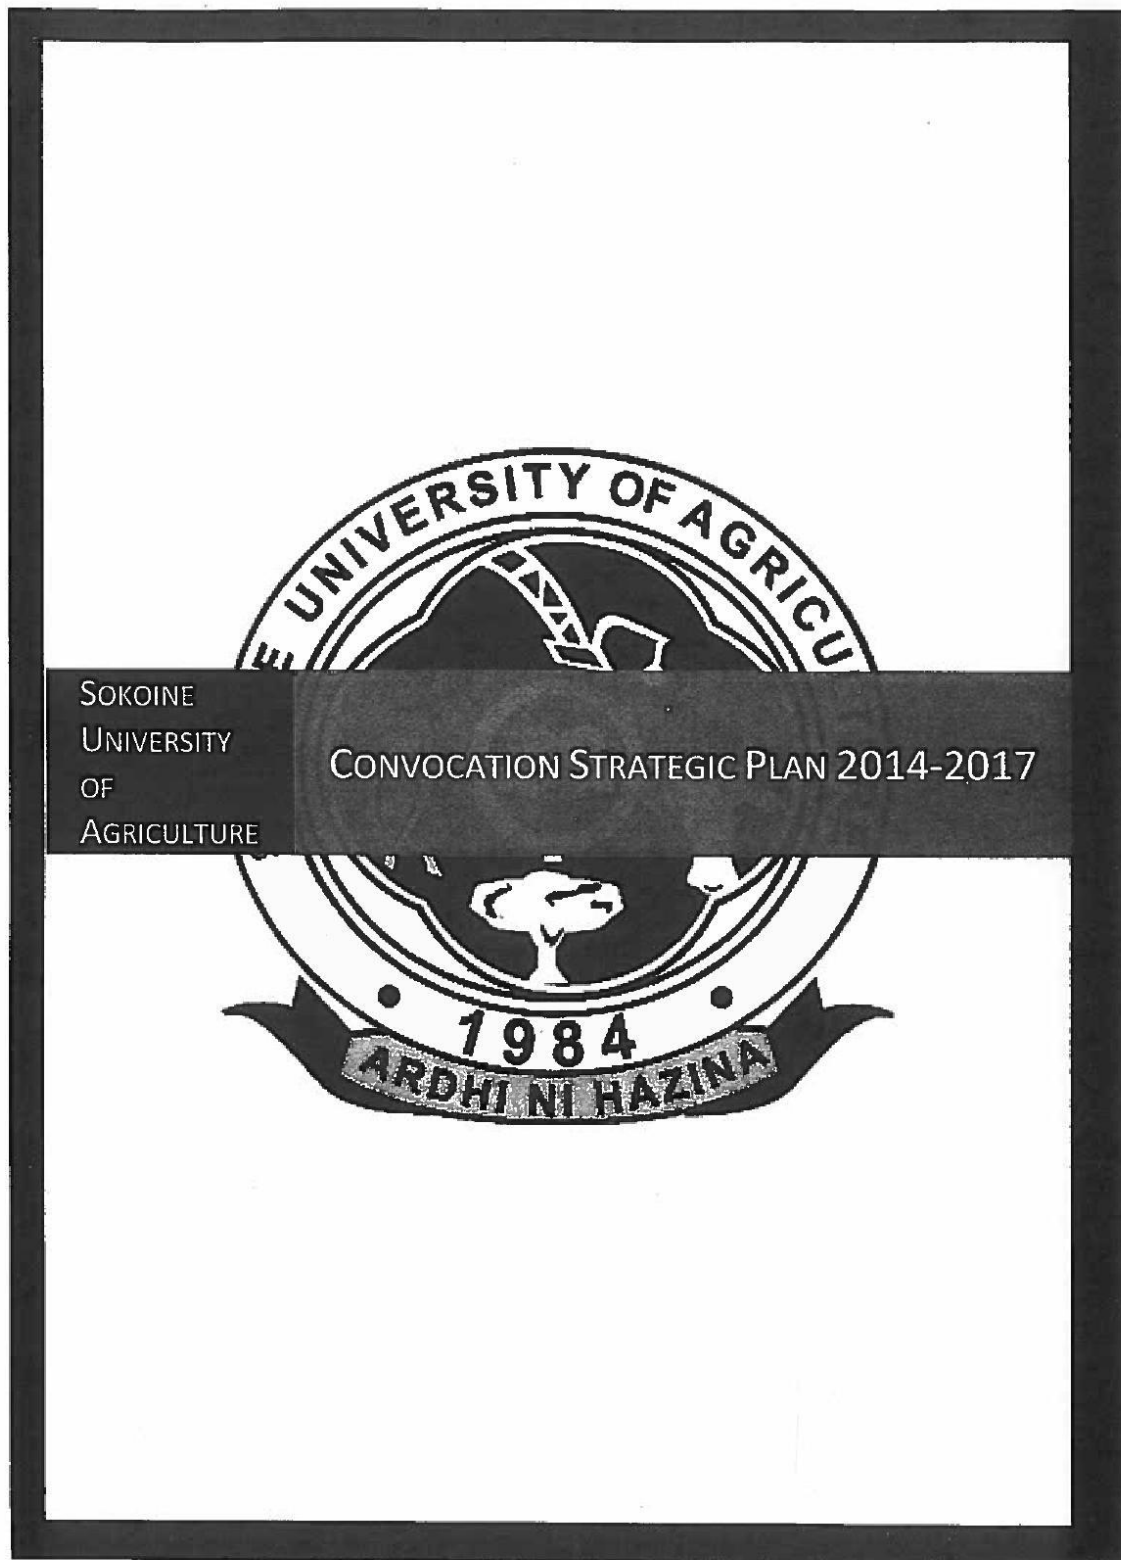 E UNIVERSITY OF AGRICU
SOKOINE
UNIVERSITY
OF
AGRICULTURE
CONVOCATION STRATEGIC PLAN 2014-2017
1984
ARDHI NI HAZINA